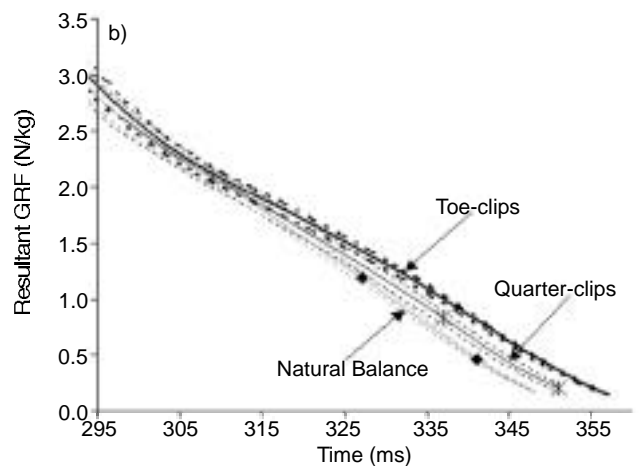 b)
3.5
3.0
2.5
2.0
1.5
1.0
0.5
0.0
Resultant GRF (N/kg)
Toe-clips
Quarter-clips
Natural Balance
295 305 315 325 335 345 355
Time (ms)